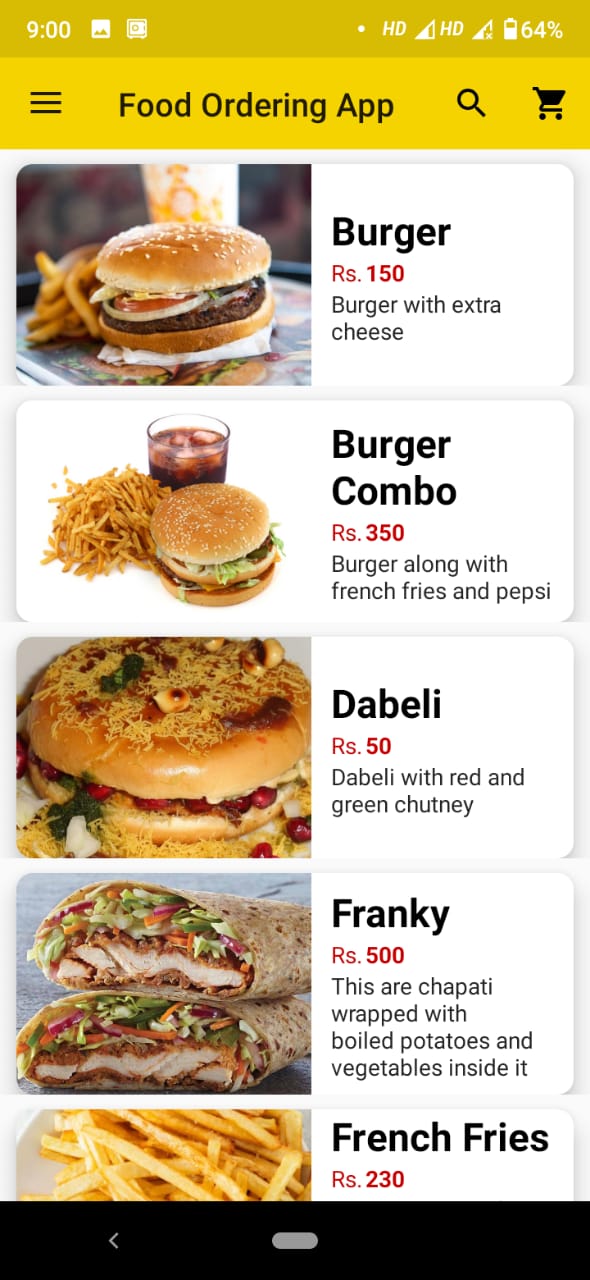 9:00 HD HD 64%
Food Ordering App
Burger
Rs. 150
Burger with extra
cheese
Burger
Combo
Rs. 350
Burger along with
french fries and pepsi
Dabeli
Rs. 50
Dabeli with red and
green chutney
Franky
Rs. 500
This are chapati
wrapped with
boiled potatoes and
vegetables inside it
French Fries
Rs. 230